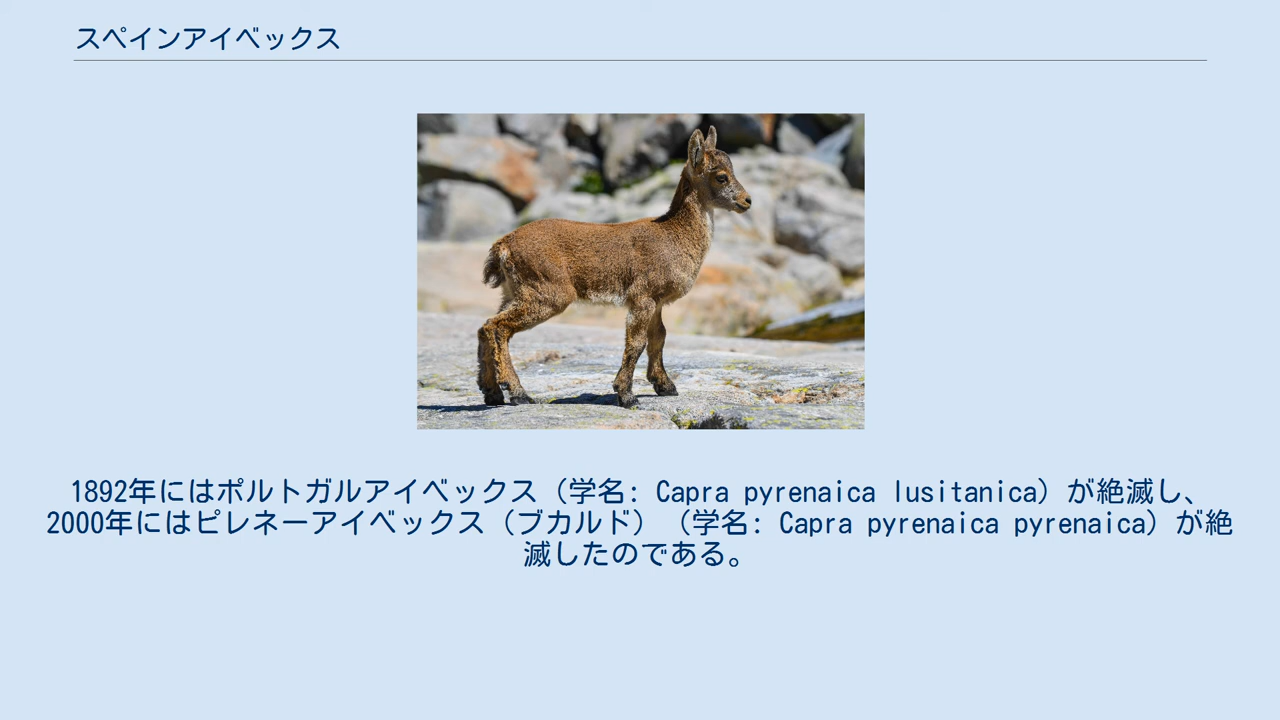 スペインアイベックス
1892年にはポルトガルアイベックス（学名: Capra pyrenaica lusitanica）が絶滅し、
2000年にはピレネーアイベックス（ブカルド）（学名: Capra pyrenaica pyrenaica）が絶
滅したのである。